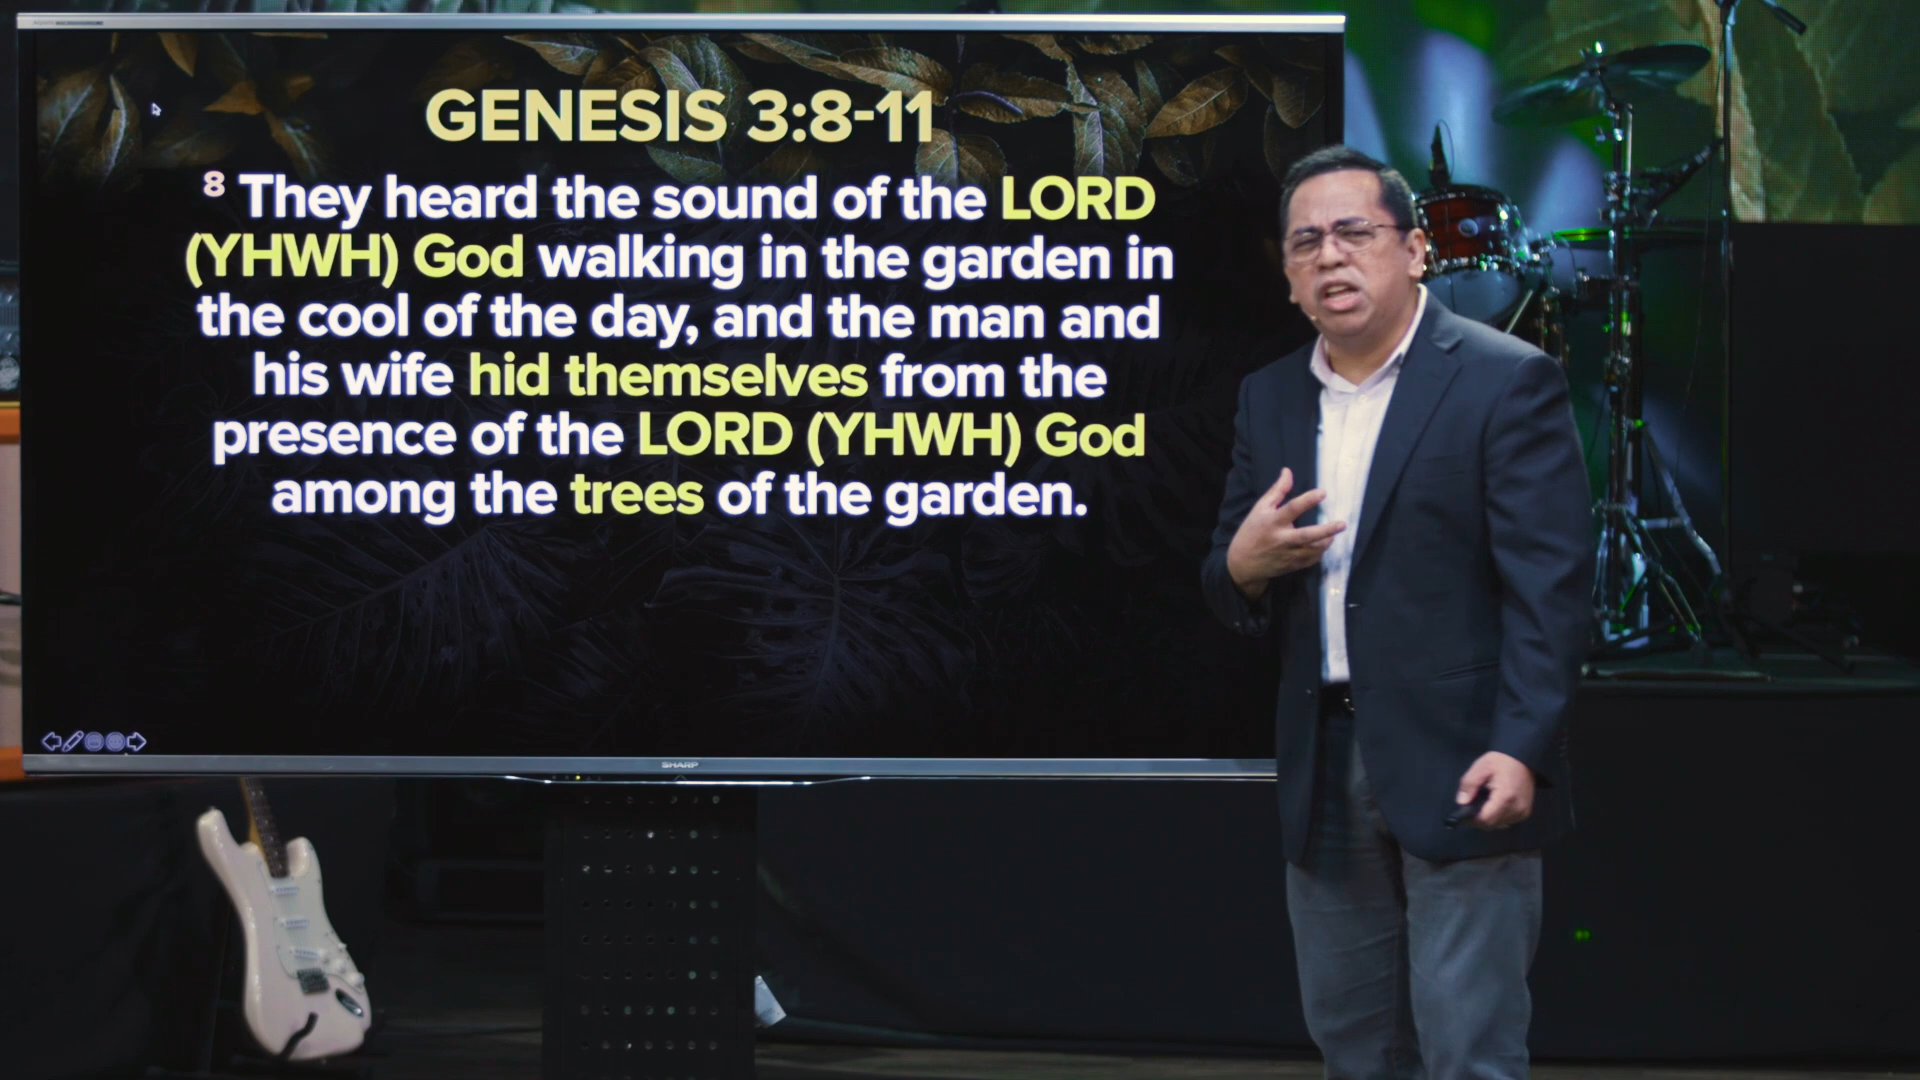 GENESIS 3:8-11
8 They heard the sound of the LORD
(YHWH) God walking in the garden in
the cool of the day, and the man and
his wife hid themselves from the
presence of the LORD (YHWH) God
among the trees of the garden.
SHARP